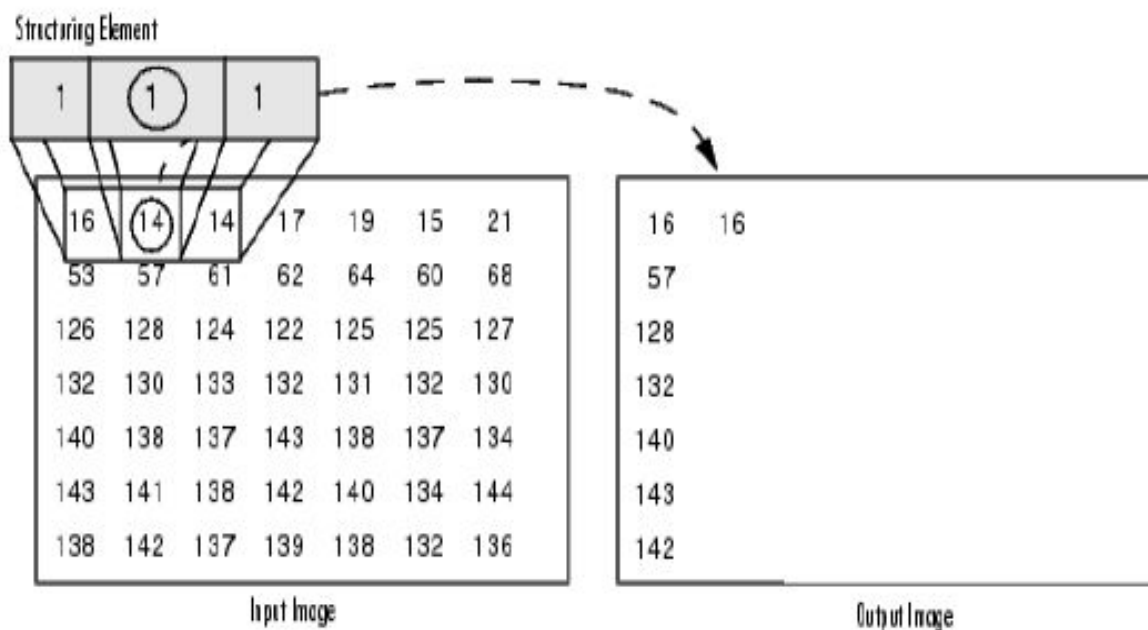 Structuring Element
1 1 1
16 14 14 17 19 15 21 16 16
53 57 61 62 64 60 68 57
126 128 124 122 125 125 127 128
132 130 133 132 131 132 130 132
140 138 137 143 138 137 134 140
143 141 138 142 140 134 144 143
138 142 137 139 138 132 136 142
Input Image
Output Image